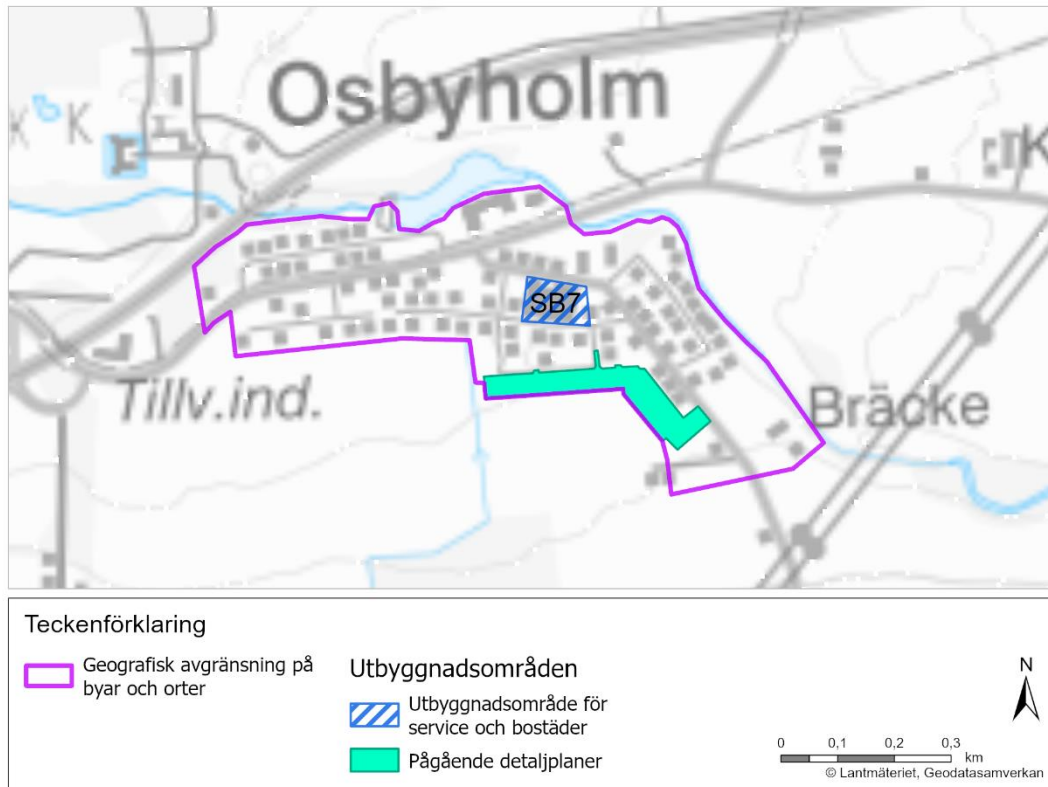 Osbyholm
K
K
K
SB7
Tillv.ind.
Bräcke
Teckenförklaring
Geografisk avgränsning på
byar och orter
Utbyggnadsområden
Utbyggnadsområde för
service och bostäder
Pågående detaljplaner
N
0 0,1 0,2 0,3
km
© Lantmäteriet, Geodatasamverkan